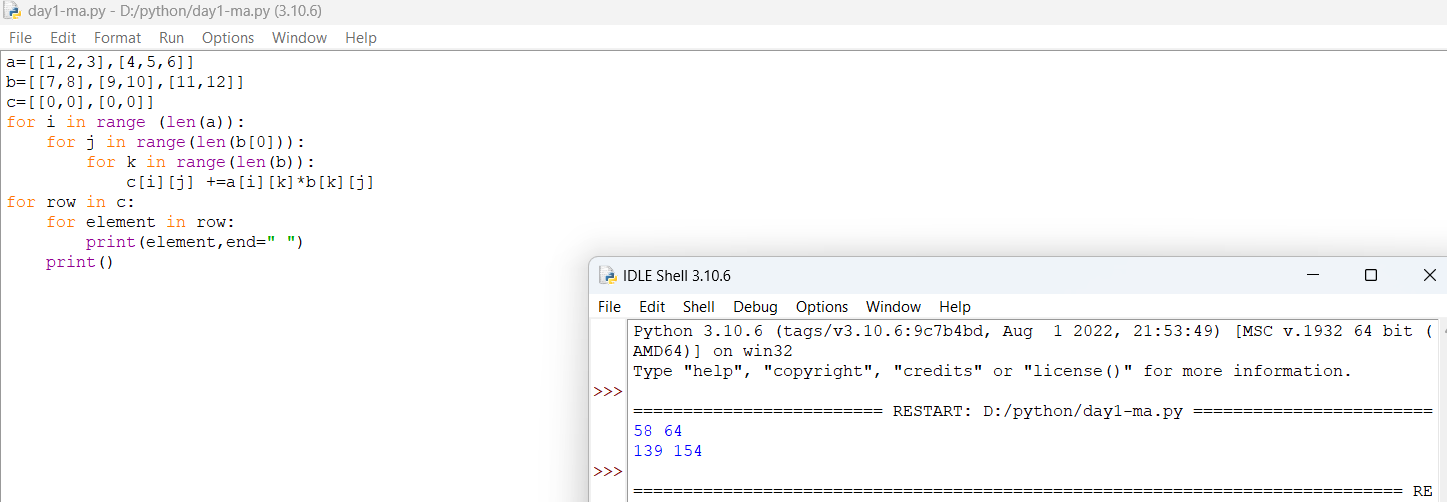 day1-ma.py - D:/python/day1-ma.py (3.10.6)
File Edit Format Run Options Window Help
a=[[1,2,3],[4,5,6]]
b=[[7,8],[9,10],[11,12]]
c=[[0,0],[0,0]]
for i in range (len(a)):
    for j in range(len(b[0])):
        for k in range(len(b)):
            c[i][j] +=a[i][k]*b[k][j]
for row in c:
    for element in row:
        print(element,end=" ")
    print()
IDLE Shell 3.10.6
File Edit Shell Debug Options Window Help
Python 3.10.6 (tags/v3.10.6:9c7b4bd, Aug  1 2022, 21:53:49) [MSC v.1932 64 bit (
AMD64)] on win32
Type "help", "copyright", "credits" or "license()" for more information.
>>>
========================= RESTART: D:/python/day1-ma.py ========================
58 64
139 154
>>>
============================================================================= RE